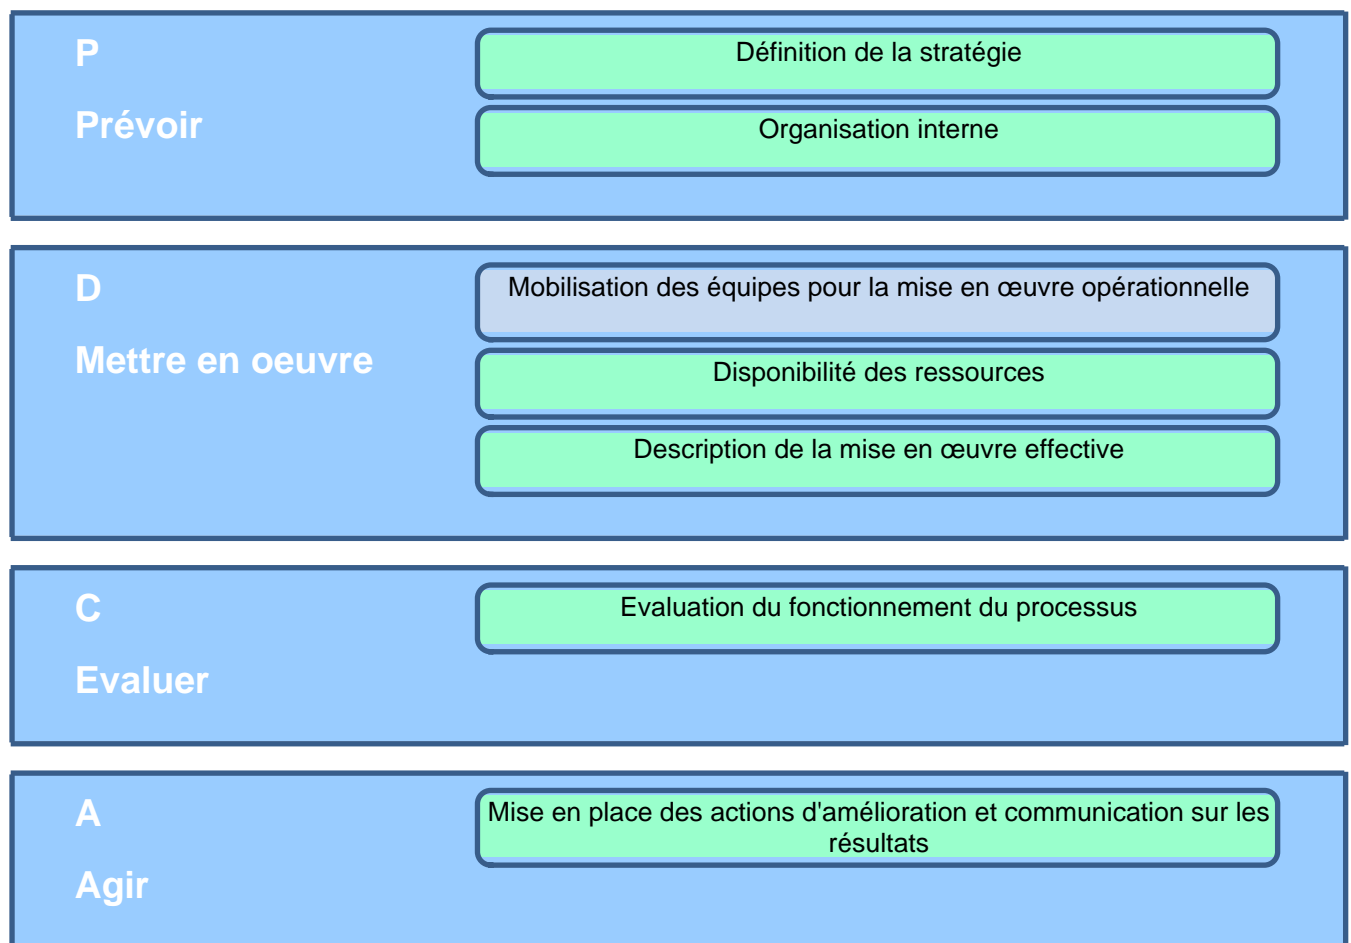 P
Prévoir
Définition de la stratégie
Organisation interne
D
Mettre en oeuvre
Mobilisation des équipes pour la mise en œuvre opérationnelle
Disponibilité des ressources
Description de la mise en œuvre effective
C
Evaluer
Evaluation du fonctionnement du processus
A
Agir
Mise en place des actions d'amélioration et communication sur les
résultats